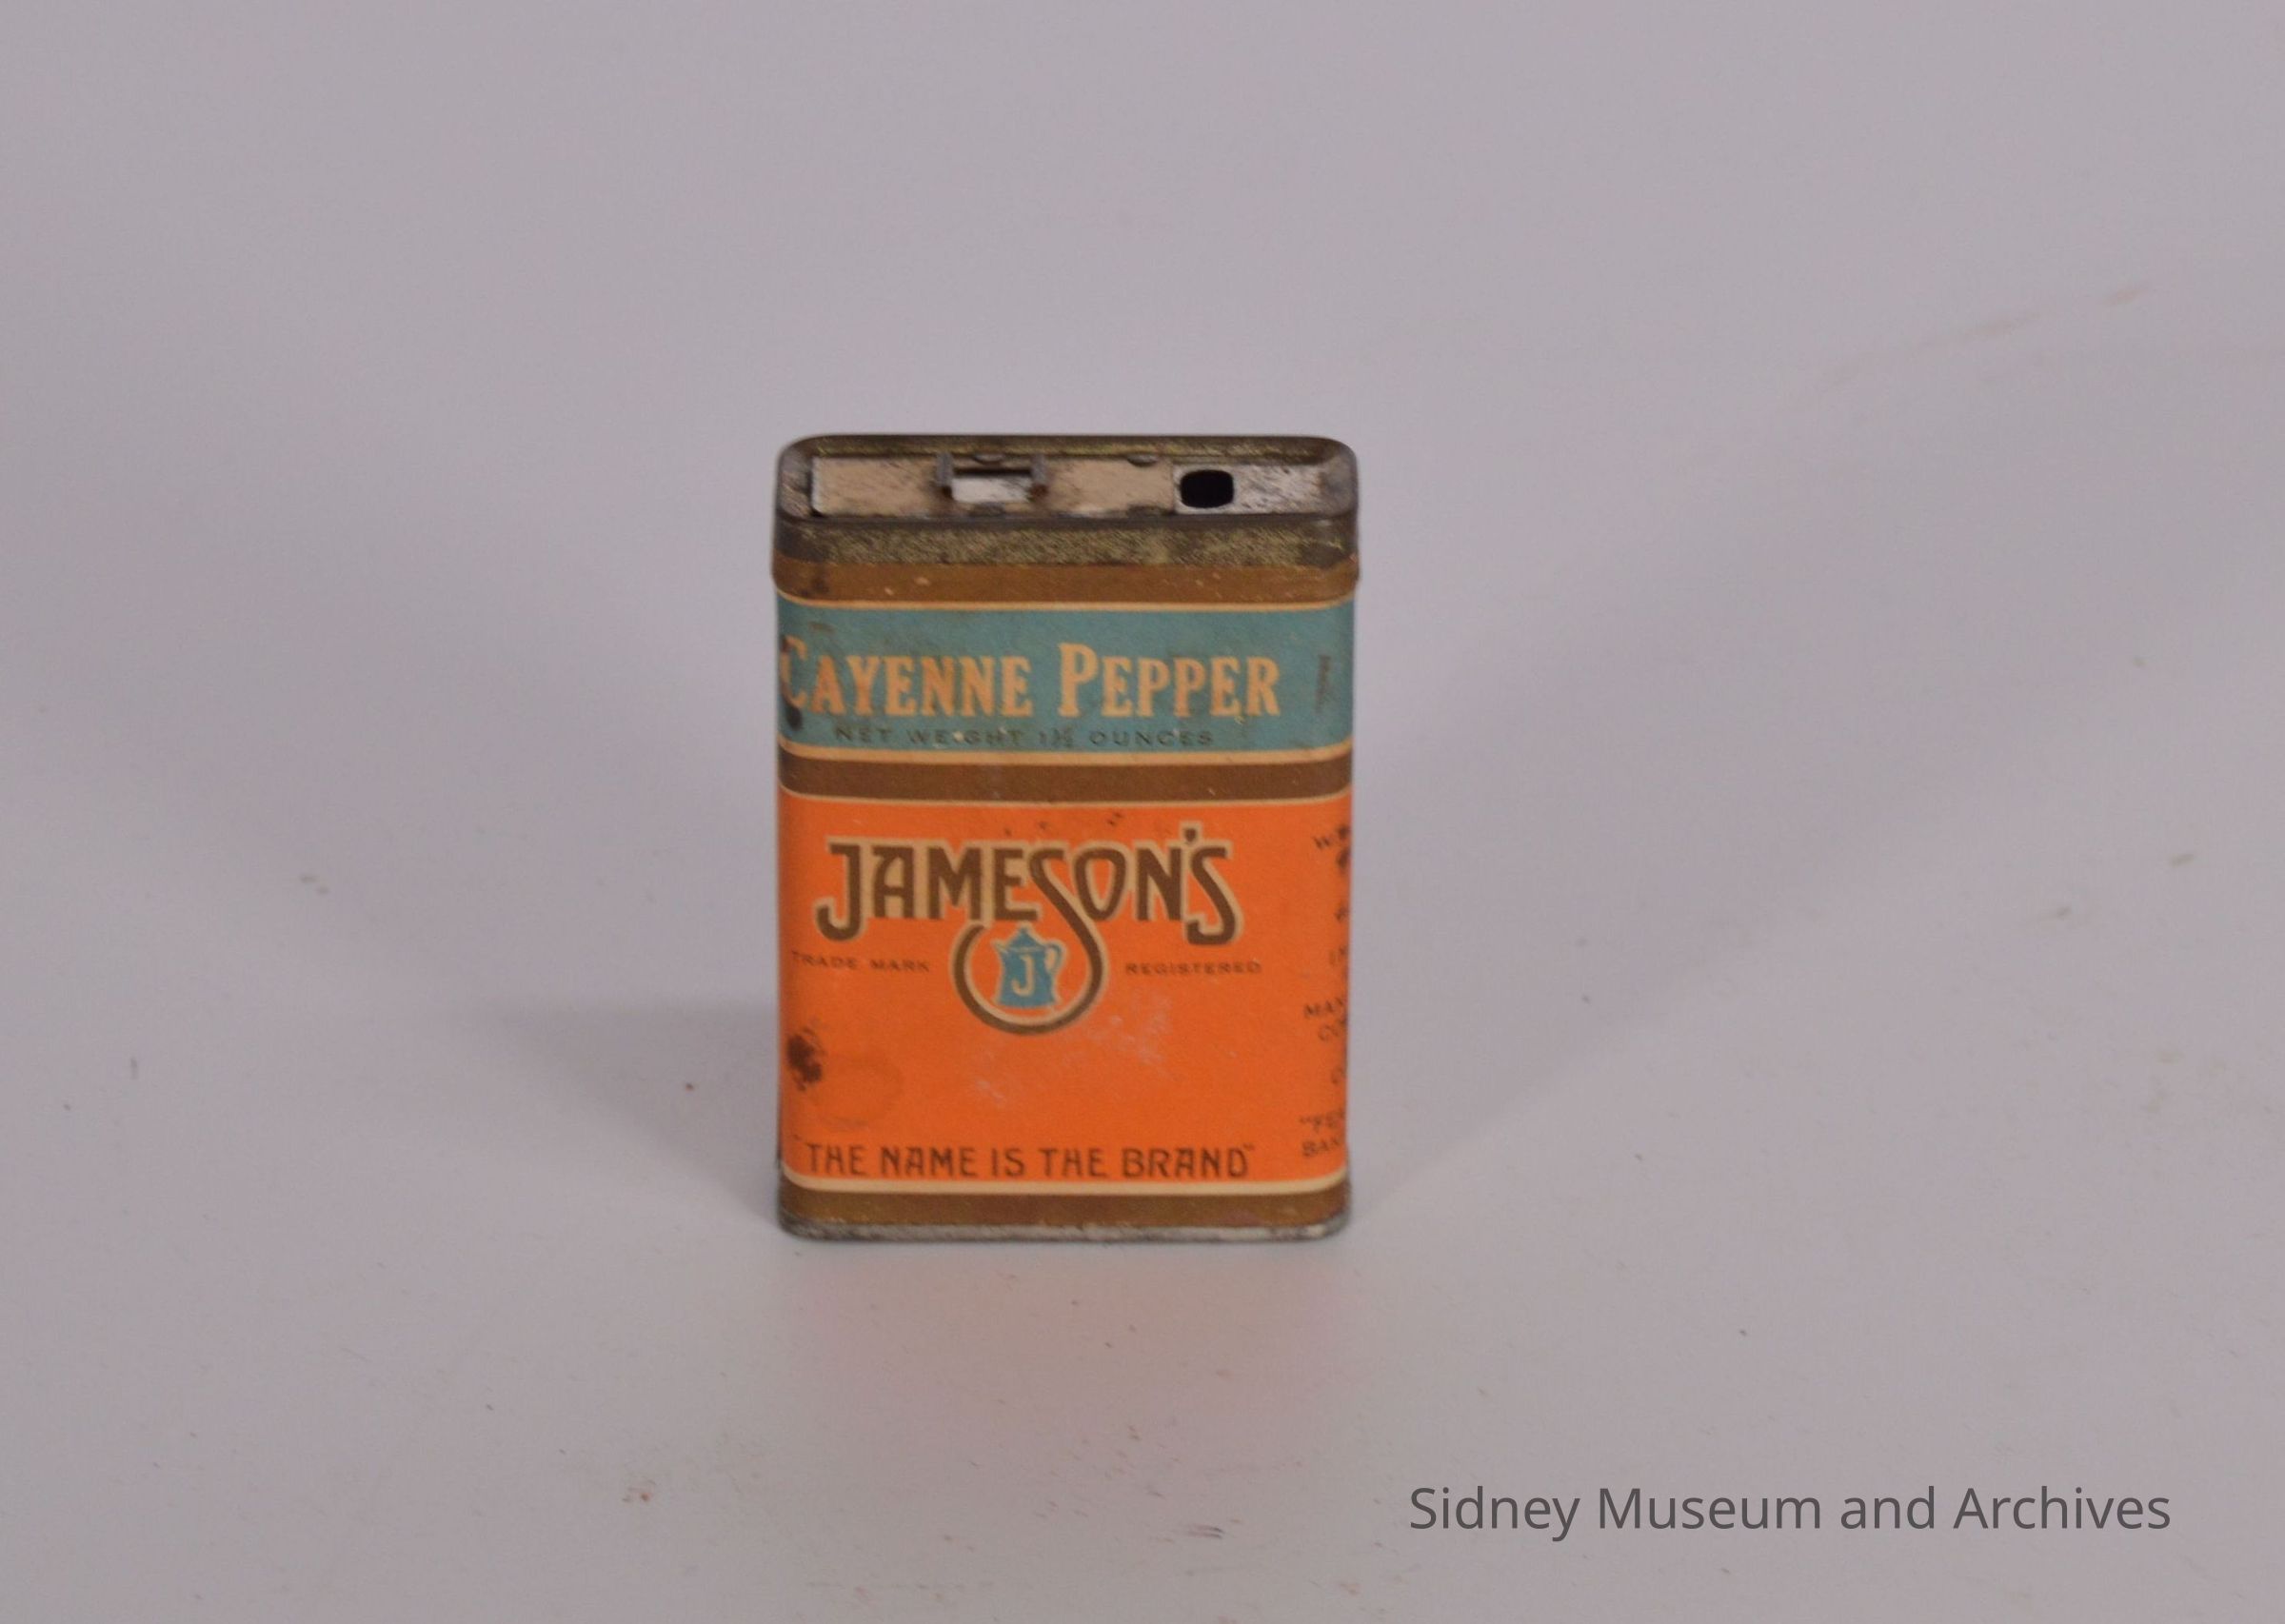 CAYENNE PEPPER
NET WEIGHT 1½ OUNCES
JAMESON'S
TRADE MARK J REGISTERED
"THE NAME IS THE BRAND"
Sidney Museum and Archives